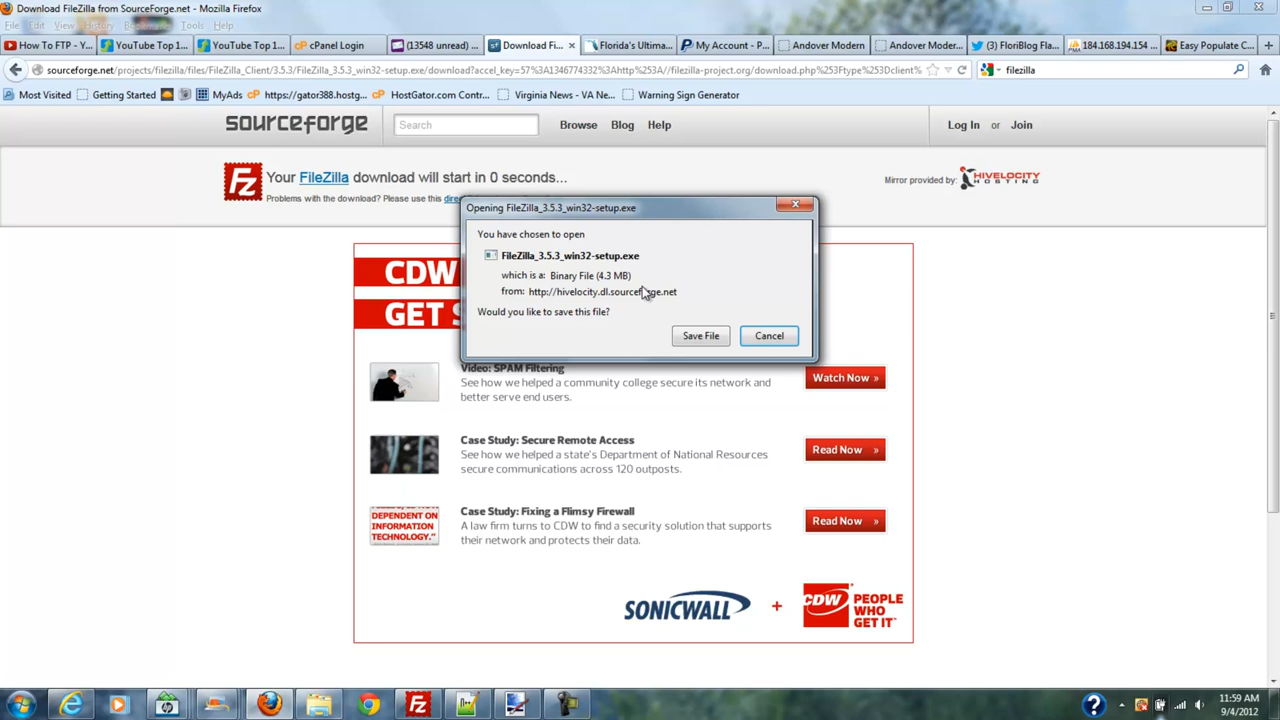 Download FileZilla from SourceForge.net - Mozilla Firefox
File Edit View History Bookmarks Tools Help
How To FTP - Y...
YouTube Top 1...
YouTube Top 1...
cPanel Login
(13548 unread) ...
Download Fi...
Florida's Ultima...
My Account - P...
Andover Modern
Andover Moder...
(3) FloriBlog Fla...
184.168.194.154 ...
Easy Populate C...
sourceforge.net/projects/filezilla/files/FileZilla_Client/3.5.3/FileZilla_3.5.3_win32-setup.exe/download?accel_key=57%3A1346774332%3Ahttp%253A//filezilla-project.org/download.php%253Ftype%253Dclient%
filezilla
Most Visited
Getting Started
MyAds
https://gator388.hostg...
HostGator.com Contr...
Virginia News - VA Ne...
Warning Sign Generator
sourceforge
Search
Browse
Blog
Help
Log In or Join
Fz
Your FileZilla download will start in 0 seconds...
Problems with the download? Please use this dire
Mirror provided by:
HIVELOCITY
HOSTING
Opening FileZilla_3.5.3_win32-setup.exe
You have chosen to open
FileZilla_3.5.3_win32-setup.exe
which is a: Binary File (4.3 MB)
from: http://hivelocity.dl.sourceforge.net
Would you like to save this file?
Save File
Cancel
CDW
GET S
Video: SPAM Filtering
See how we helped a community college secure its network and
better serve end users.
Watch Now »
Case Study: Secure Remote Access
See how we helped a state's Department of National Resources
secure communications across 120 outposts.
Read Now »
DEPENDENT ON
INFORMATION
TECHNOLOGY."
Case Study: Fixing a Flimsy Firewall
A law firm turns to CDW to find a security solution that supports
their network and protects their data.
Read Now »
SONICWALL
+
CDW
PEOPLE
WHO
GET IT
11:59 AM
9/4/2012